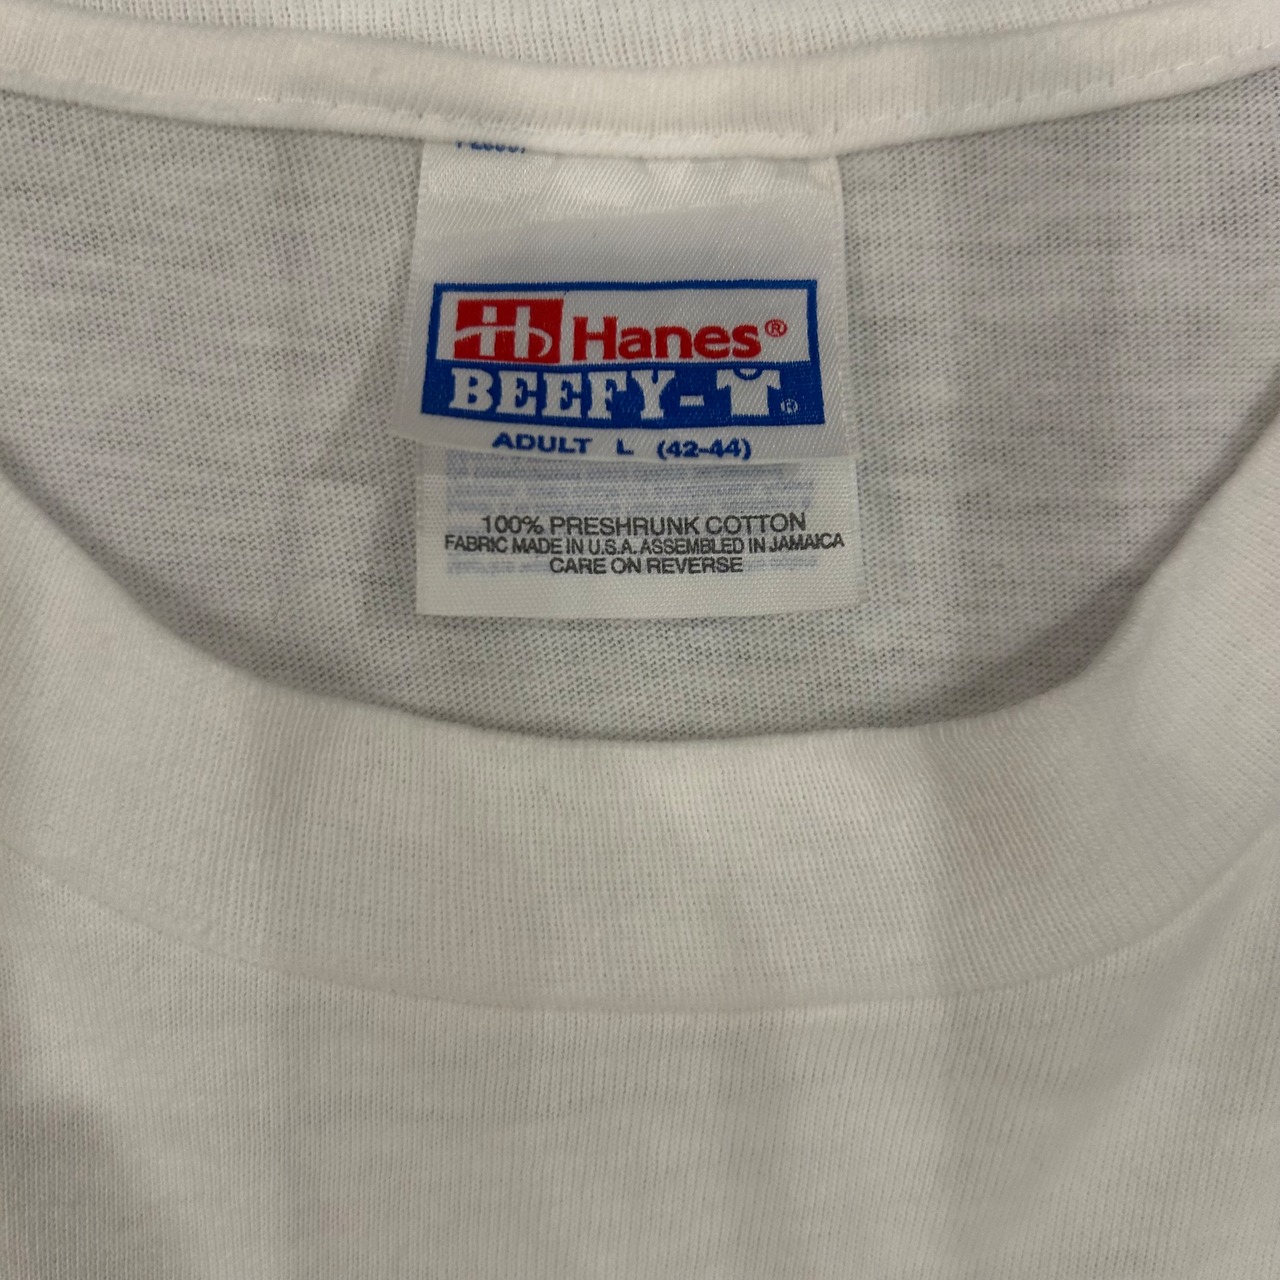 Hanes®
BEEFY-T®
ADULT L (42-44)
100% PRESHRUNK COTTON
FABRIC MADE IN U.S.A. ASSEMBLED IN JAMAICA
CARE ON REVERSE